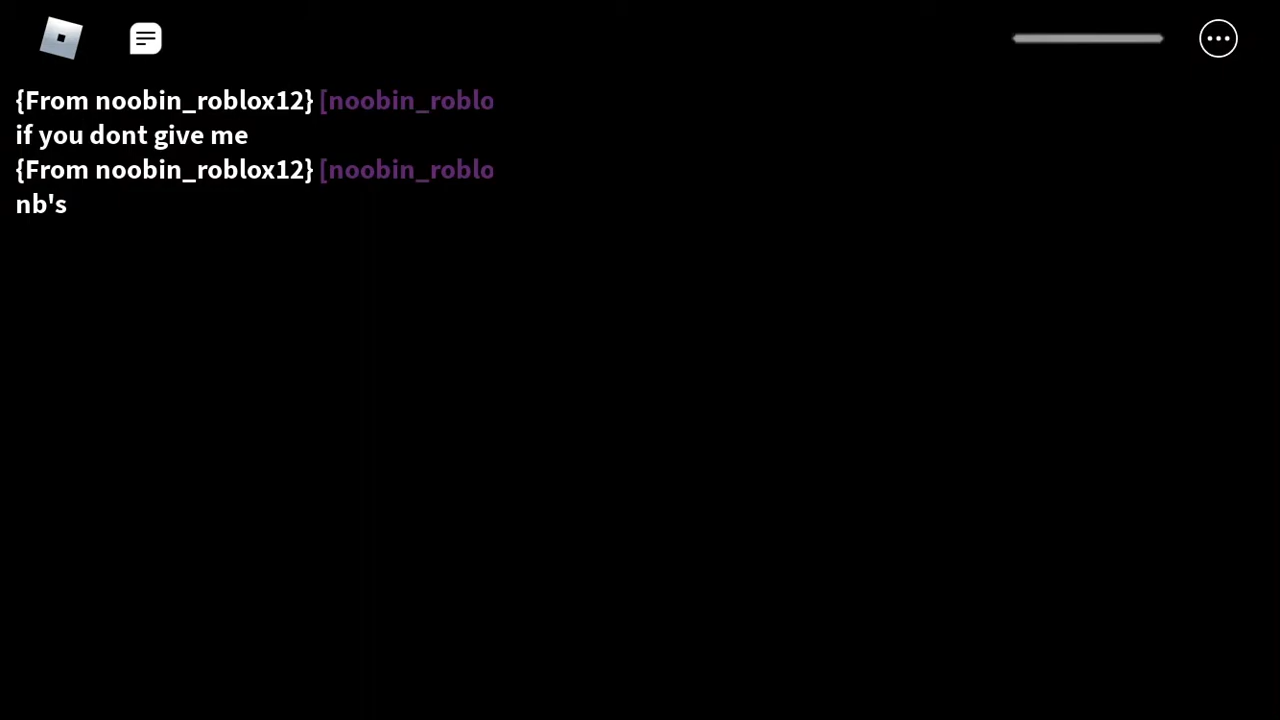 {From noobin_roblox12} [noobin_roblo
if you dont give me
{From noobin_roblox12} [noobin_roblo
nb's